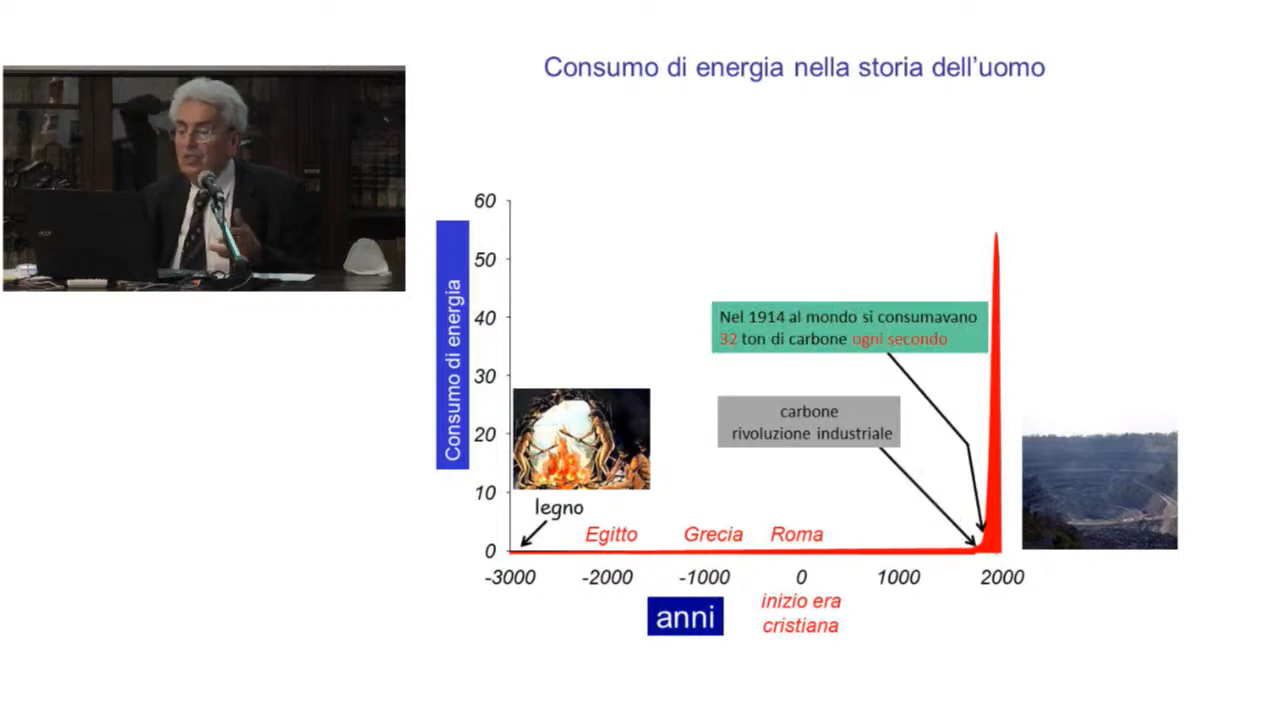 Consumo di energia nella storia dell'uomo
60
50
40
30
20
10
0
Consumo di energia
Nel 1914 al mondo si consumavano
32 ton di carbone ogni secondo
carbone
rivoluzione industriale
legno
Egitto
Grecia
Roma
-3000
-2000
-1000
0
1000
2000
anni
inizio era
cristiana
acer